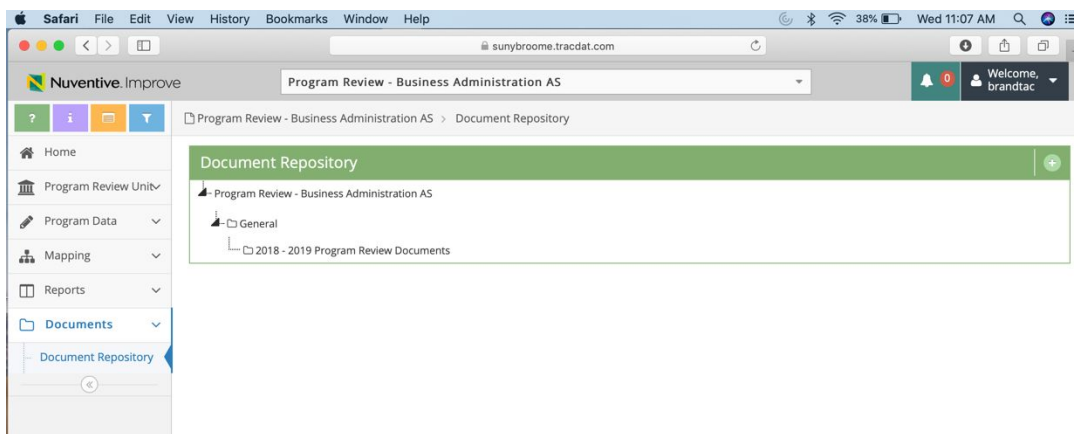 Safari File Edit View History Bookmarks Window Help 38% Wed 11:07 AM
sunybroome.tracdat.com
Nuventive. Improve Program Review - Business Administration AS 0 Welcome, brandtac
? i Program Review - Business Administration AS > Document Repository
Home
Document Repository
Program Review Unit
Program Review - Business Administration AS
Program Data
General
Mapping
2018 - 2019 Program Review Documents
Reports
Documents
Document Repository